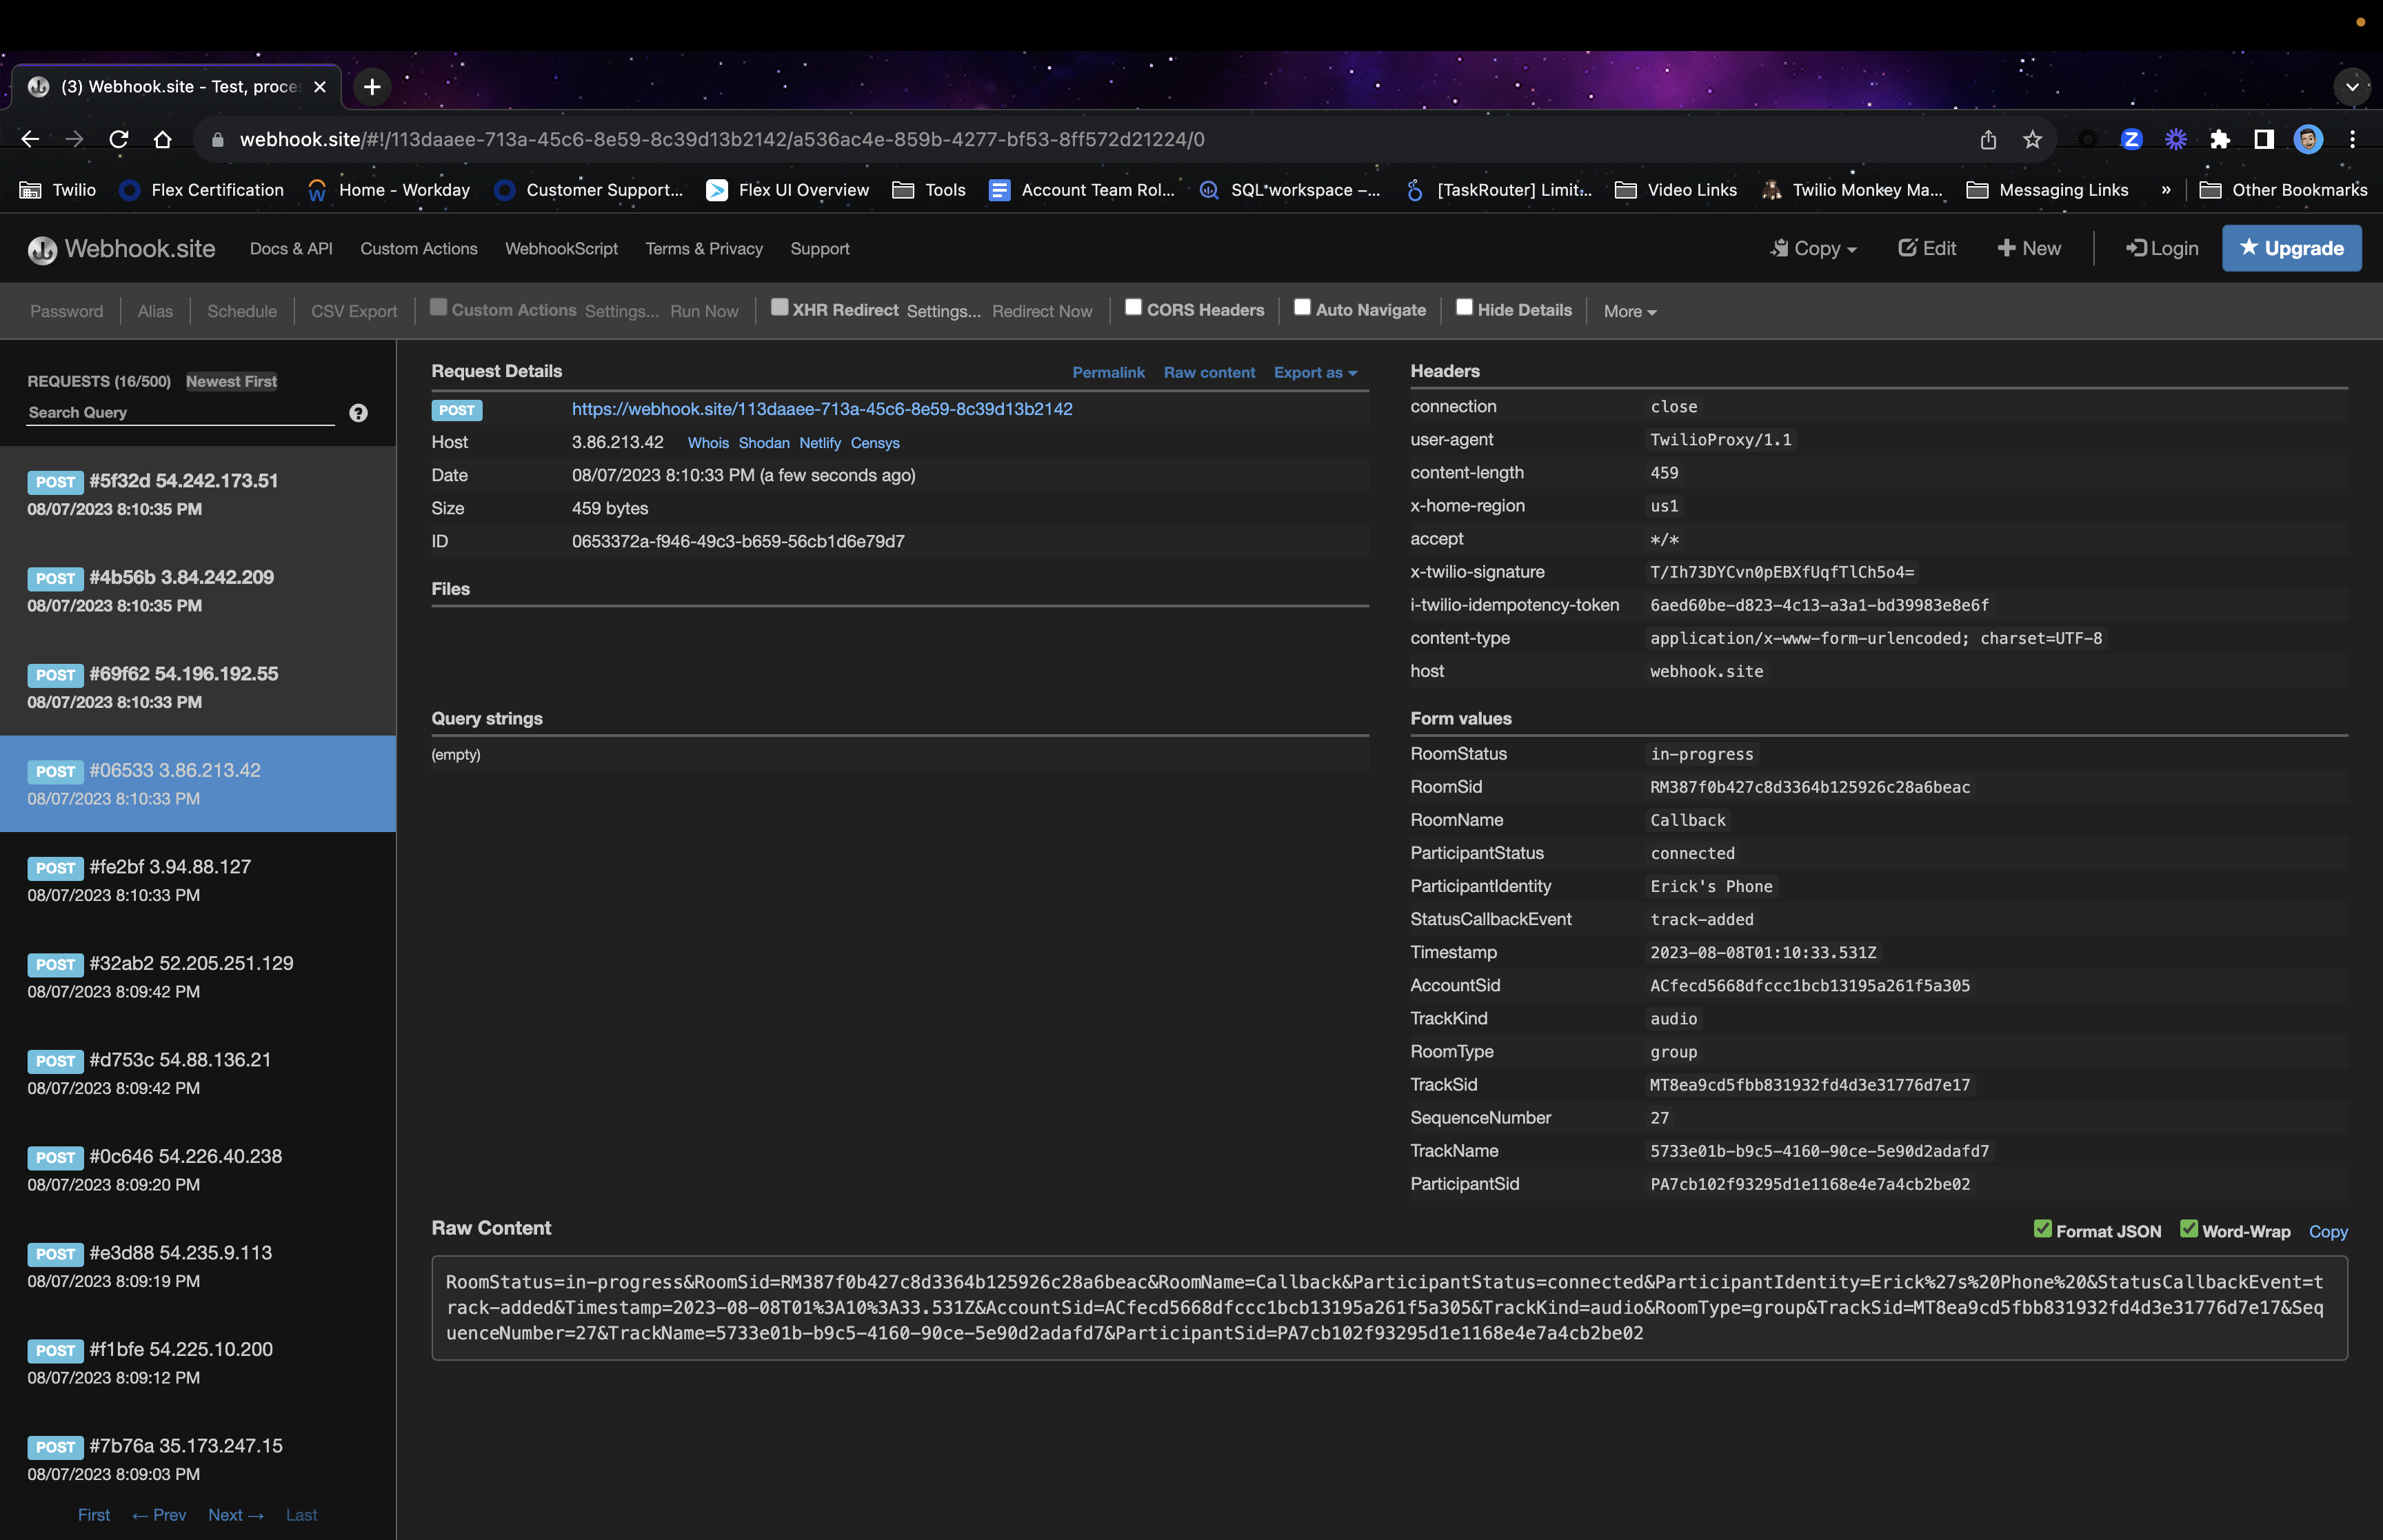 (3) Webhook.site - Test, proces
webhook.site/#!/113daaee-713a-45c6-8e59-8c39d13b2142/a536ac4e-859b-4277-bf53-8ff572d21224/0
Twilio Flex Certification Home - Workday Customer Support... Flex UI Overview Tools Account Team Rol... SQL workspace –... [TaskRouter] Limit... Video Links Twilio Monkey Ma... Messaging Links » Other Bookmarks
Webhook.site Docs & API Custom Actions WebhookScript Terms & Privacy Support Copy Edit New Login Upgrade
Password Alias Schedule CSV Export Custom Actions Settings... Run Now XHR Redirect Settings... Redirect Now CORS Headers Auto Navigate Hide Details More
REQUESTS (16/500) Newest First
Search Query
POST #5f32d 54.242.173.51
08/07/2023 8:10:35 PM
POST #4b56b 3.84.242.209
08/07/2023 8:10:35 PM
POST #69f62 54.196.192.55
08/07/2023 8:10:33 PM
POST #06533 3.86.213.42
08/07/2023 8:10:33 PM
POST #fe2bf 3.94.88.127
08/07/2023 8:10:33 PM
POST #32ab2 52.205.251.129
08/07/2023 8:09:42 PM
POST #d753c 54.88.136.21
08/07/2023 8:09:42 PM
POST #0c646 54.226.40.238
08/07/2023 8:09:20 PM
POST #e3d88 54.235.9.113
08/07/2023 8:09:19 PM
POST #f1bfe 54.225.10.200
08/07/2023 8:09:12 PM
POST #7b76a 35.173.247.15
08/07/2023 8:09:03 PM
First ← Prev Next → Last
Request Details Permalink Raw content Export as
POST https://webhook.site/113daaee-713a-45c6-8e59-8c39d13b2142
Host 3.86.213.42 Whois Shodan Netlify Censys
Date 08/07/2023 8:10:33 PM (a few seconds ago)
Size 459 bytes
ID 0653372a-f946-49c3-b659-56cb1d6e79d7
Files
Query strings
(empty)
Headers
connection close
user-agent TwilioProxy/1.1
content-length 459
x-home-region us1
accept */*
x-twilio-signature T/Ih73DYCvn0pEBXfUqfTlCh5o4=
i-twilio-idempotency-token 6aed60be-d823-4c13-a3a1-bd39983e8e6f
content-type application/x-www-form-urlencoded; charset=UTF-8
host webhook.site
Form values
RoomStatus in-progress
RoomSid RM387f0b427c8d3364b125926c28a6beac
RoomName Callback
ParticipantStatus connected
ParticipantIdentity Erick's Phone
StatusCallbackEvent track-added
Timestamp 2023-08-08T01:10:33.531Z
AccountSid ACfecd5668dfccc1bcb13195a261f5a305
TrackKind audio
RoomType group
TrackSid MT8ea9cd5fbb831932fd4d3e31776d7e17
SequenceNumber 27
TrackName 5733e01b-b9c5-4160-90ce-5e90d2adafd7
ParticipantSid PA7cb102f93295d1e1168e4e7a4cb2be02
Raw Content Format JSON Word-Wrap Copy
RoomStatus=in-progress&RoomSid=RM387f0b427c8d3364b125926c28a6beac&RoomName=Callback&ParticipantStatus=connected&ParticipantIdentity=Erick%27s%20Phone%20&StatusCallbackEvent=t
rack-added&Timestamp=2023-08-08T01%3A10%3A33.531Z&AccountSid=ACfecd5668dfccc1bcb13195a261f5a305&TrackKind=audio&RoomType=group&TrackSid=MT8ea9cd5fbb831932fd4d3e31776d7e17&Seq
uenceNumber=27&TrackName=5733e01b-b9c5-4160-90ce-5e90d2adafd7&ParticipantSid=PA7cb102f93295d1e1168e4e7a4cb2be02